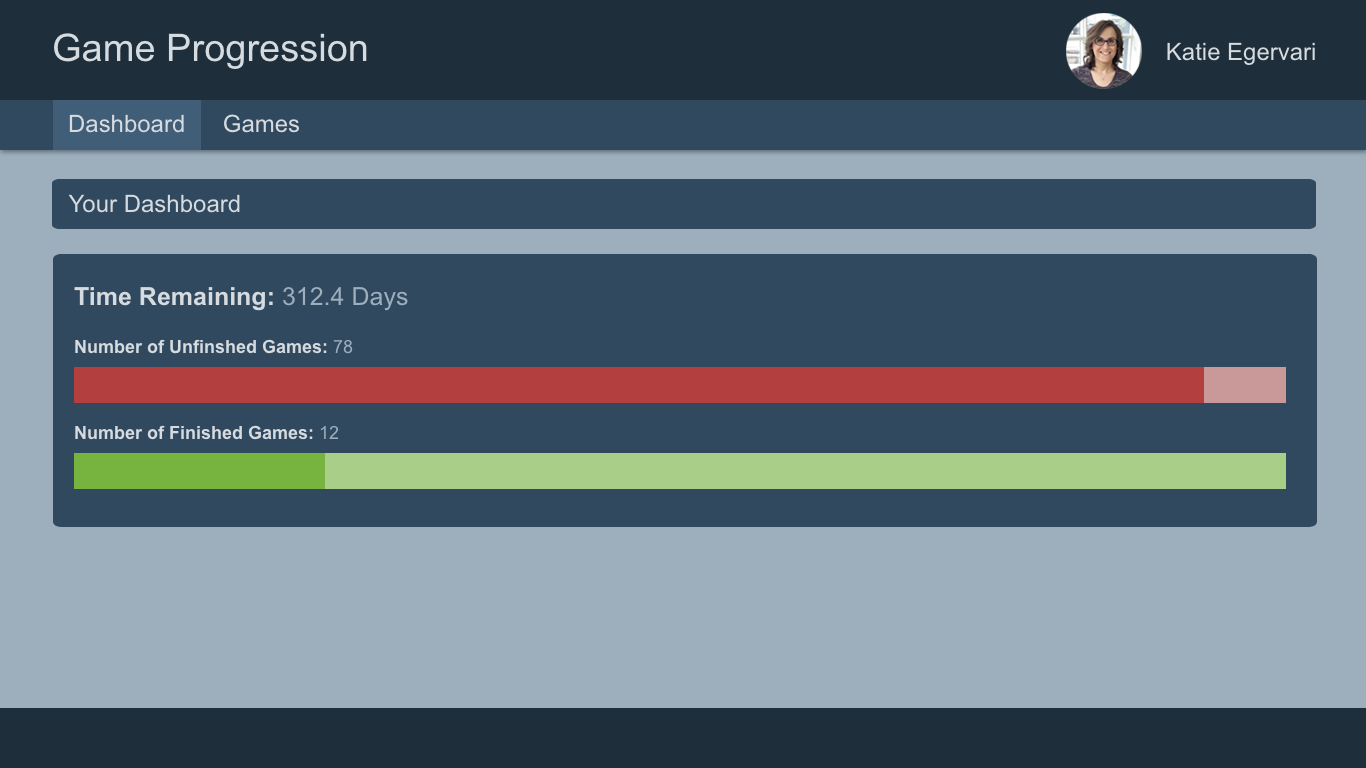 Game Progression
Katie Egervari
Dashboard
Games
Your Dashboard
Time Remaining: 312.4 Days
Number of Unfinshed Games: 78
Number of Finished Games: 12